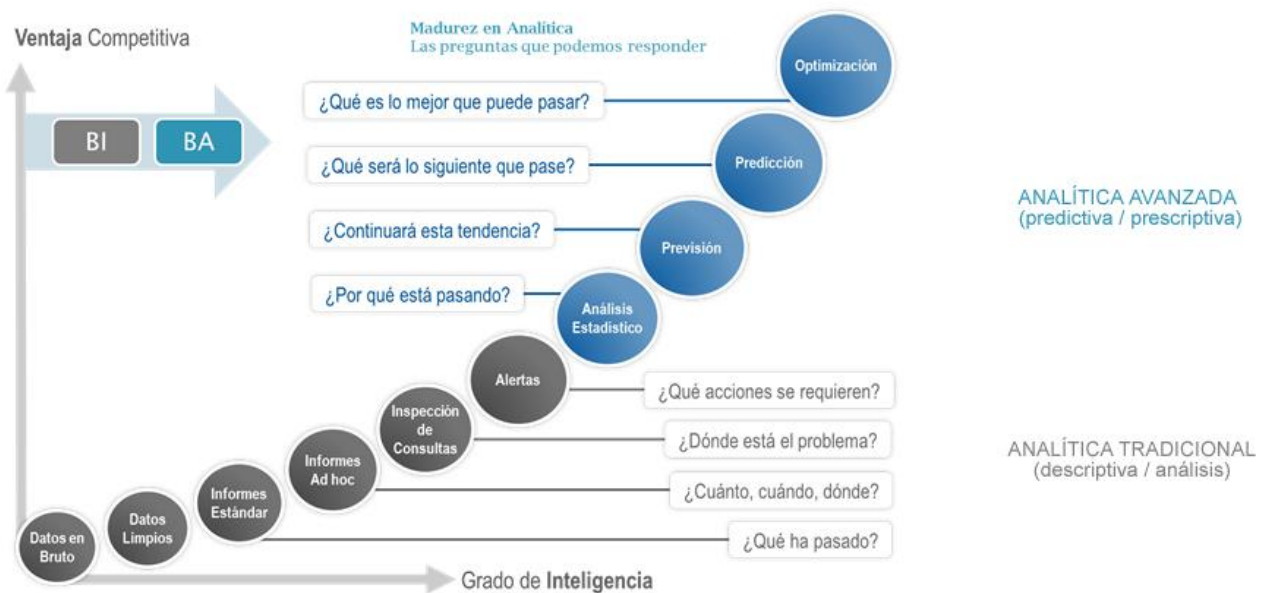 Madurez en Analítica
Las preguntas que podemos responder
Ventaja Competitiva
BI
BA
Optimización
¿Qué es lo mejor que puede pasar?
Predicción
¿Qué será lo siguiente que pase?
ANALÍTICA AVANZADA
(predictiva / prescriptiva)
¿Continuará esta tendencia?
Previsión
¿Por qué está pasando?
Análisis
Estadístico
Alertas
¿Qué acciones se requieren?
Inspección
de
Consultas
¿Dónde está el problema?
ANALÍTICA TRADICIONAL
(descriptiva / análisis)
Informes
Ad hoc
¿Cuánto, cuándo, dónde?
Informes
Estándar
¿Qué ha pasado?
Datos
Limpios
Datos en
Bruto
Grado de Inteligencia